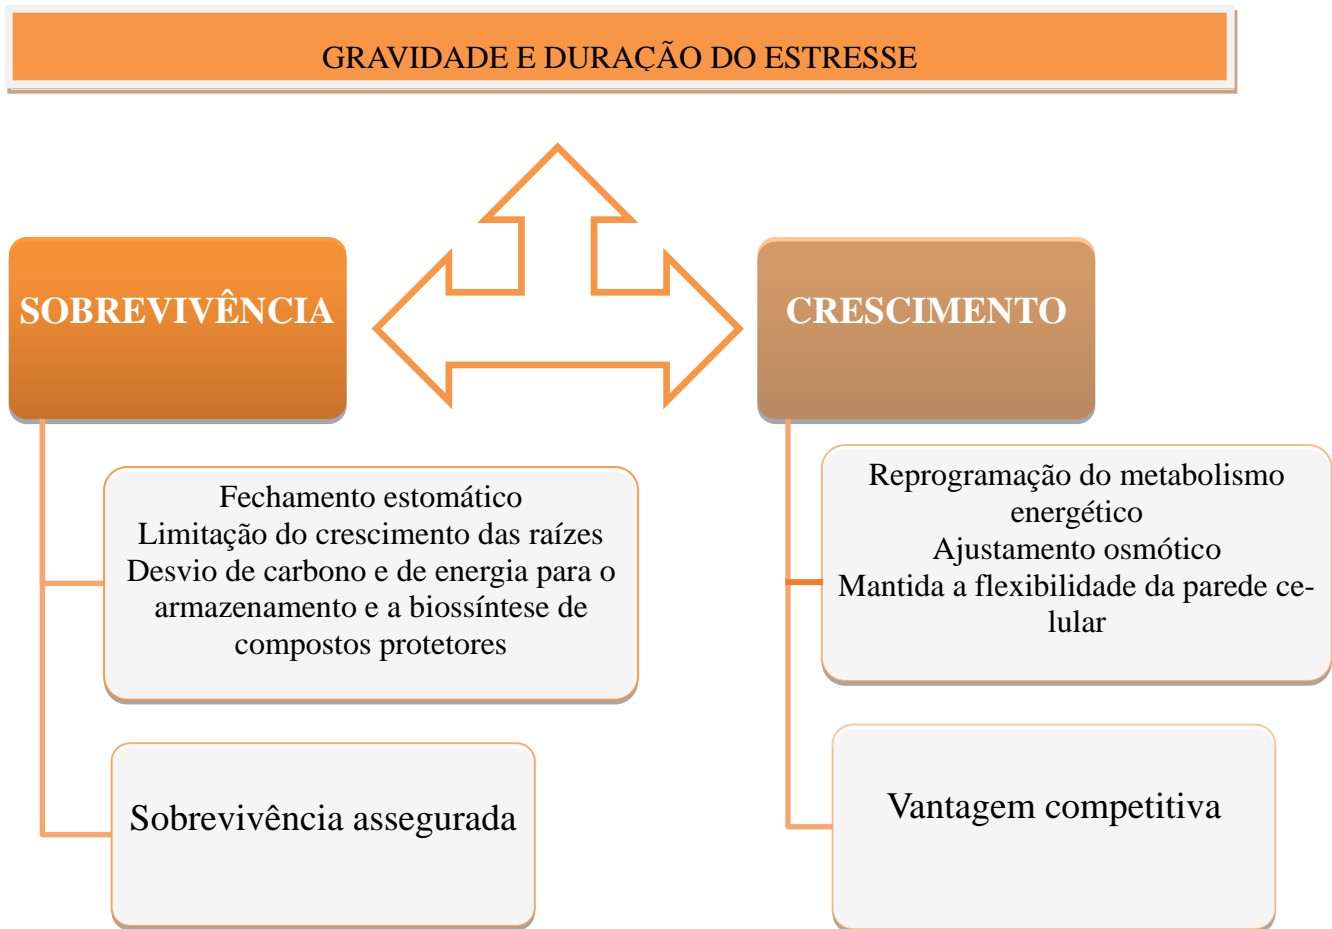 GRAVIDADE E DURAÇÃO DO ESTRESSE
SOBREVIVÊNCIA
Fechamento estomático
Limitação do crescimento das raízes
Desvio de carbono e de energia para o
armazenamento e a biossíntese de
compostos protetores
Sobrevivência assegurada
CRESCIMENTO
Reprogramação do metabolismo
energético
Ajustamento osmótico
Mantida a flexibilidade da parede ce-
lular
Vantagem competitiva